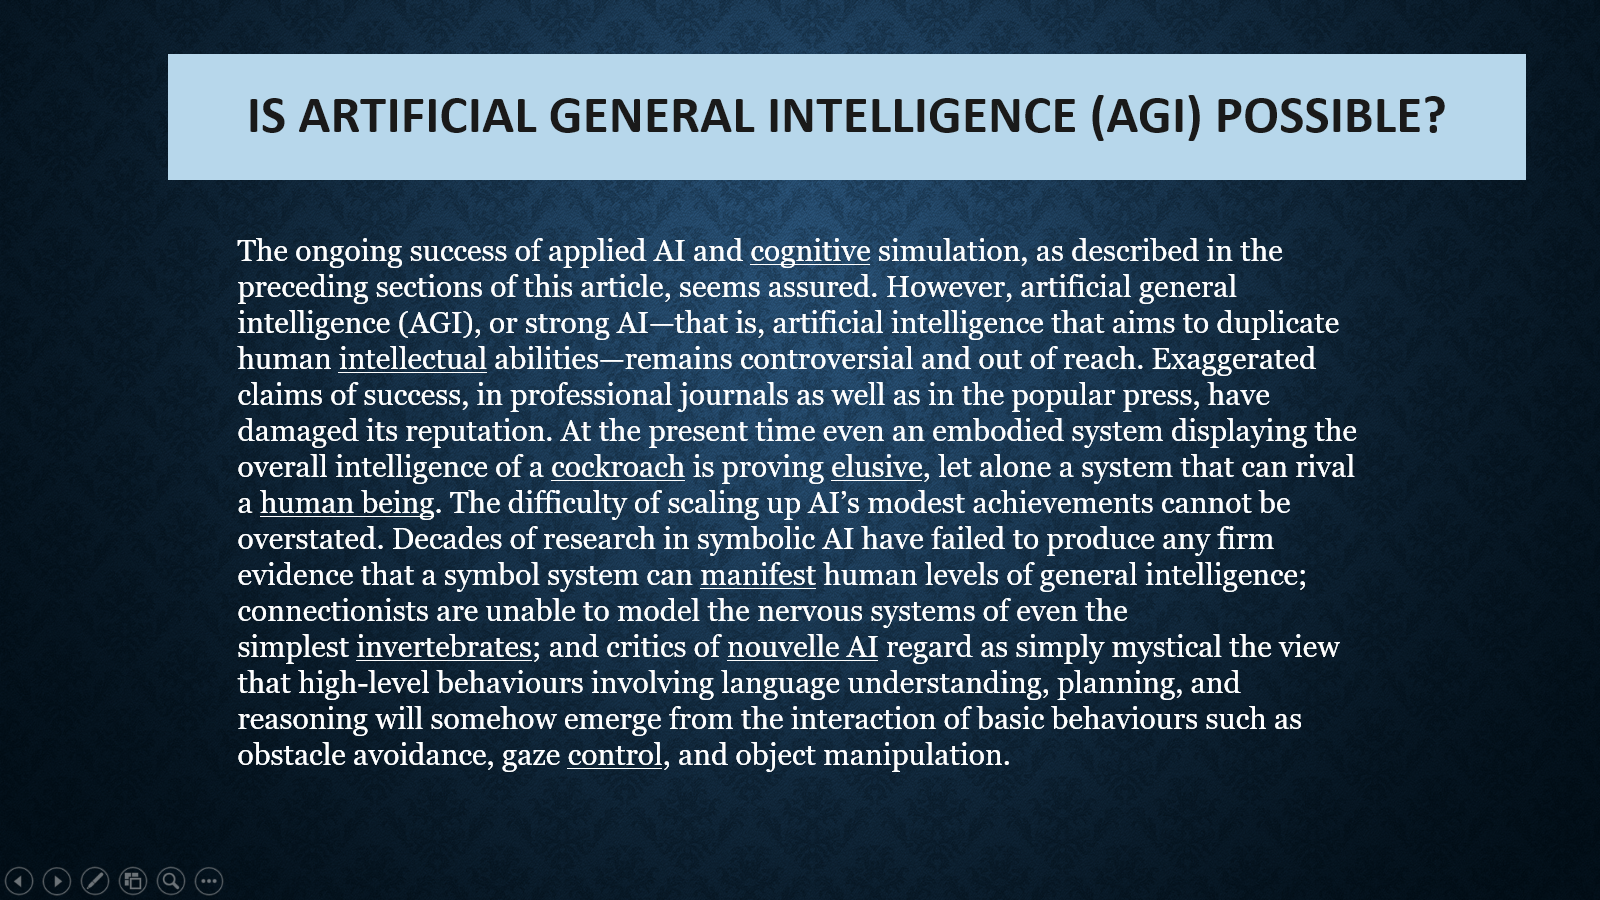 IS ARTIFICIAL GENERAL INTELLIGENCE (AGI) POSSIBLE?
The ongoing success of applied AI and cognitive simulation, as described in the
preceding sections of this article, seems assured. However, artificial general
intelligence (AGI), or strong AI—that is, artificial intelligence that aims to duplicate
human intellectual abilities—remains controversial and out of reach. Exaggerated
claims of success, in professional journals as well as in the popular press, have
damaged its reputation. At the present time even an embodied system displaying the
overall intelligence of a cockroach is proving elusive, let alone a system that can rival
a human being. The difficulty of scaling up AI’s modest achievements cannot be
overstated. Decades of research in symbolic AI have failed to produce any firm
evidence that a symbol system can manifest human levels of general intelligence;
connectionists are unable to model the nervous systems of even the
simplest invertebrates; and critics of nouvelle AI regard as simply mystical the view
that high-level behaviours involving language understanding, planning, and
reasoning will somehow emerge from the interaction of basic behaviours such as
obstacle avoidance, gaze control, and object manipulation.